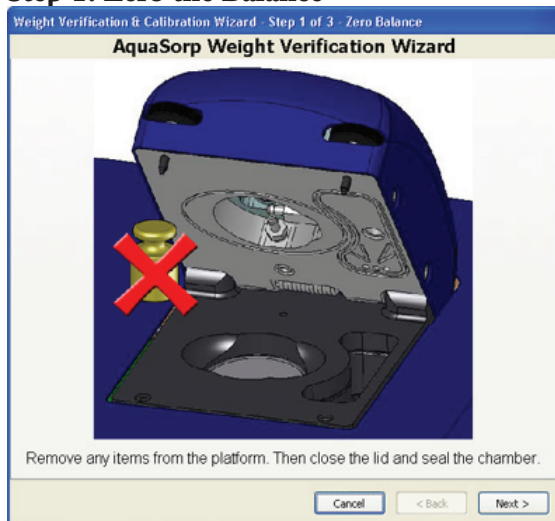 Step 1: Zero the Balance
Weight Verification & Calibration Wizard - Step 1 of 3 - Zero Balance
AquaSorp Weight Verification Wizard
Remove any items from the platform. Then close the lid and seal the chamber.
Cancel
< Back
Next >